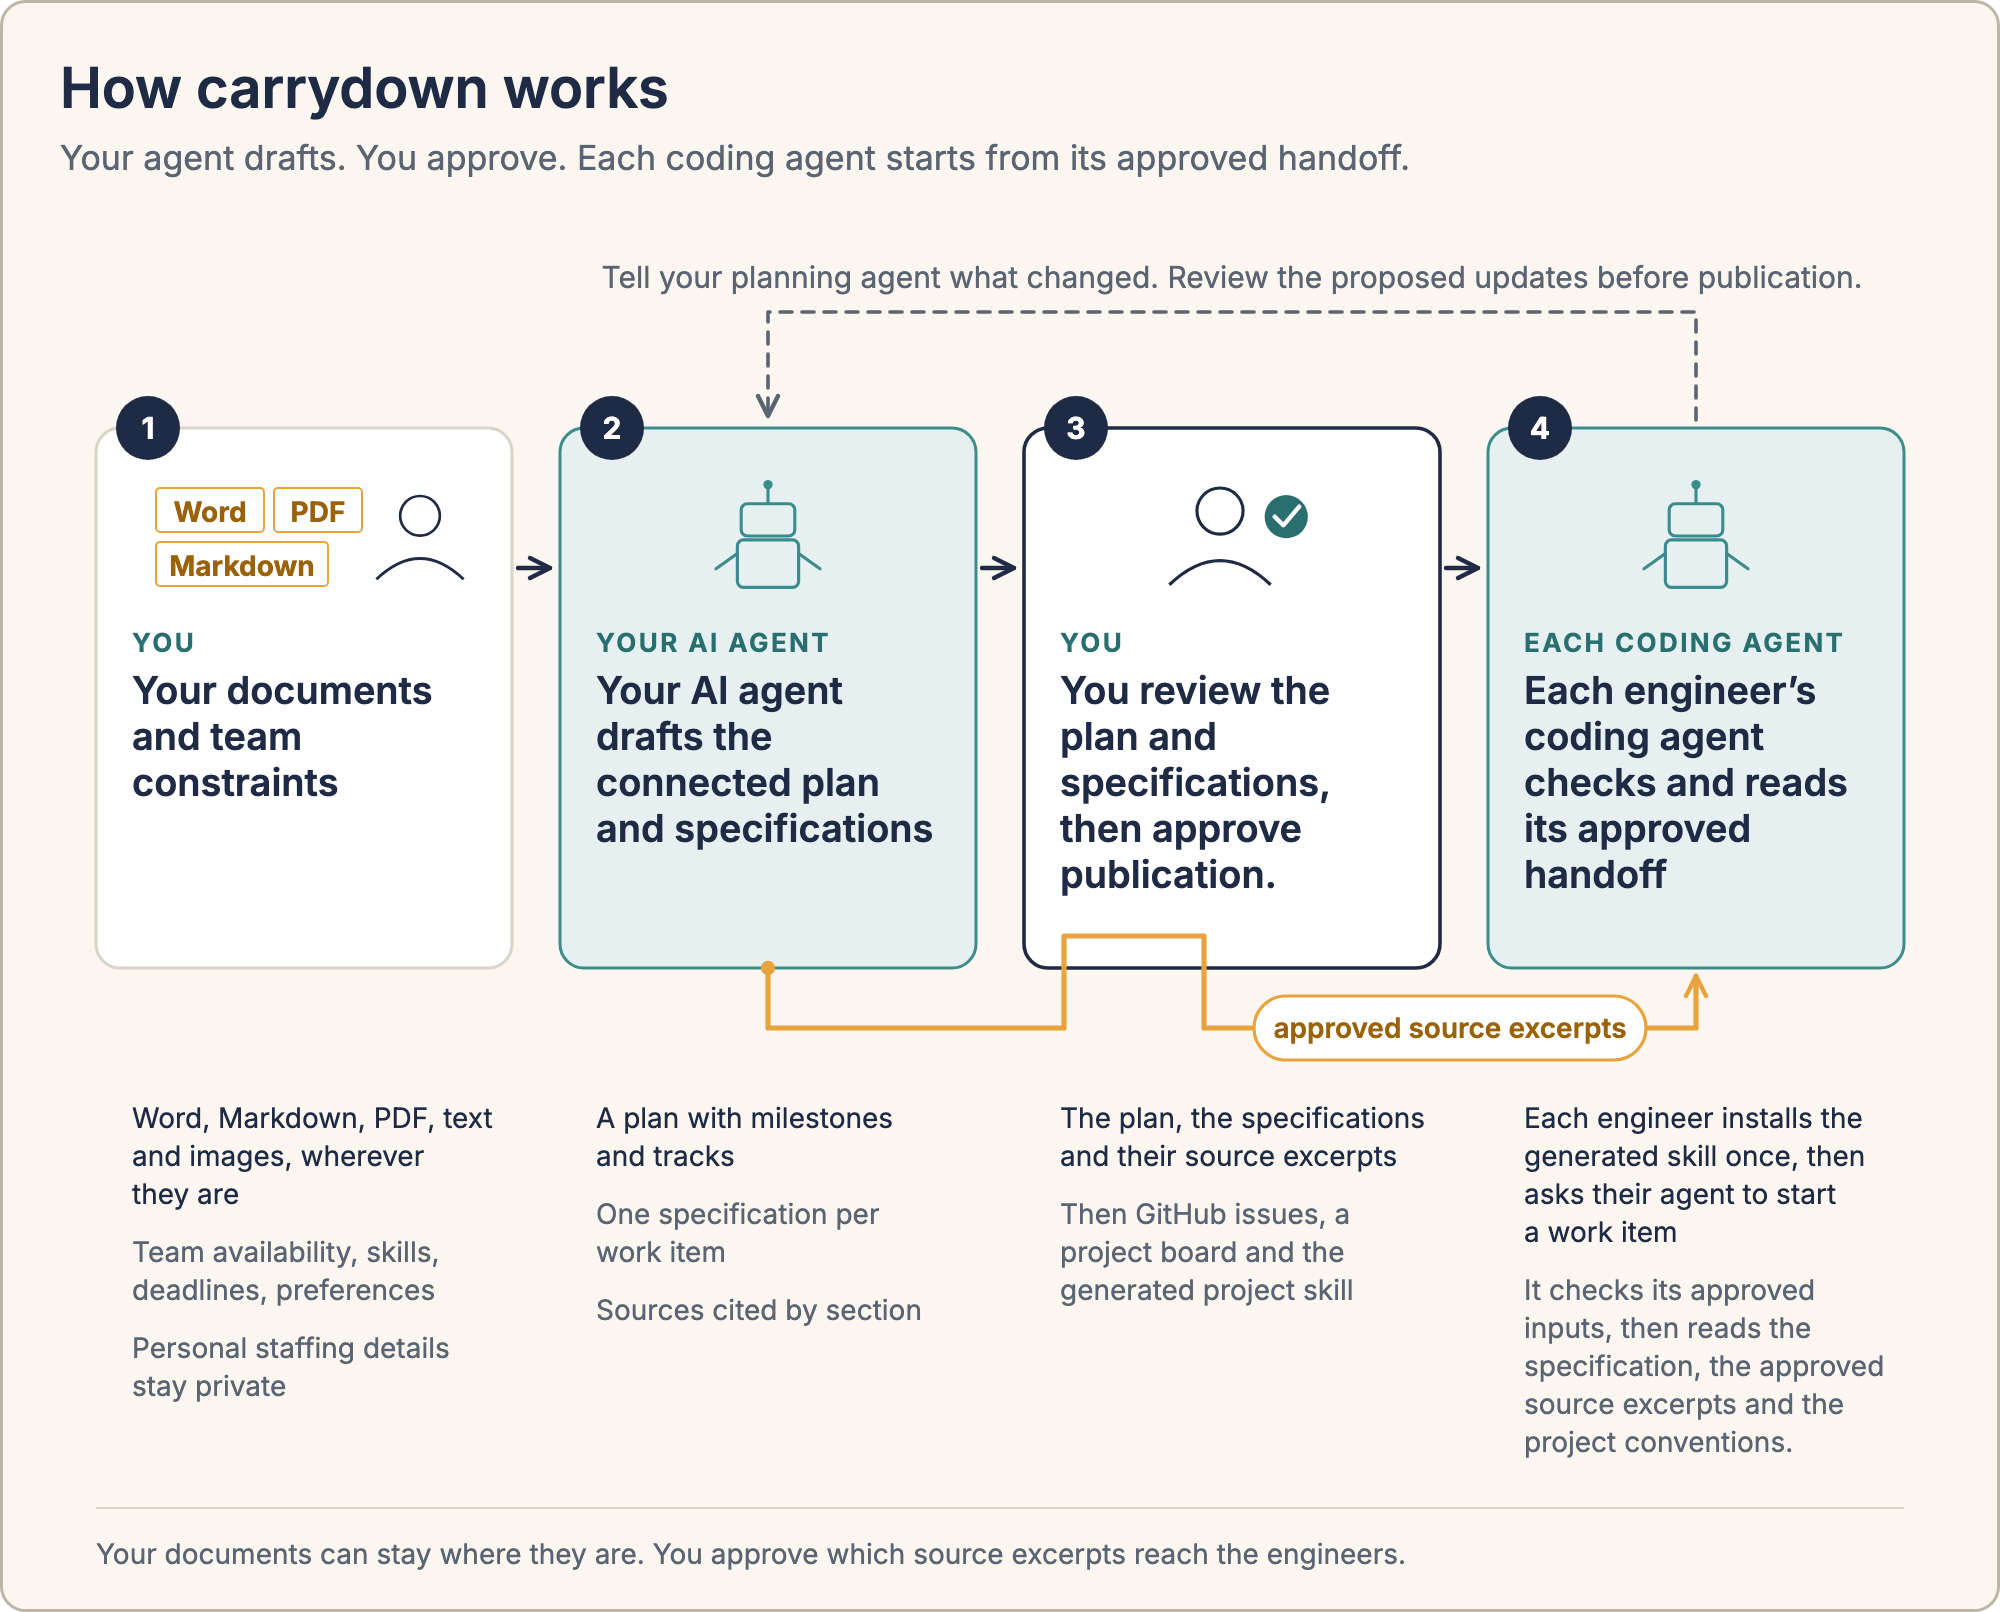 How carrydown works
Your agent drafts. You approve. Each coding agent starts from its approved handoff.
Tell your planning agent what changed. Review the proposed updates before publication.
1
Word
PDF
Markdown
YOU
Your documents
and team
constraints
2
YOUR AI AGENT
Your AI agent
drafts the
connected plan
and specifications
3
YOU
You review the
plan and
specifications,
then approve
publication.
4
EACH CODING AGENT
Each engineer’s
coding agent
checks and reads
its approved
handoff
approved source excerpts
Word, Markdown, PDF, text
and images, wherever
they are
Team availability, skills,
deadlines, preferences
Personal staffing details
stay private
A plan with milestones
and tracks
One specification per
work item
Sources cited by section
The plan, the specifications
and their source excerpts
Then GitHub issues, a
project board and the
generated project skill
Each engineer installs the
generated skill once, then
asks their agent to start
a work item
It checks its approved
inputs, then reads the
specification, the approved
source excerpts and the
project conventions.
Your documents can stay where they are. You approve which source excerpts reach the engineers.